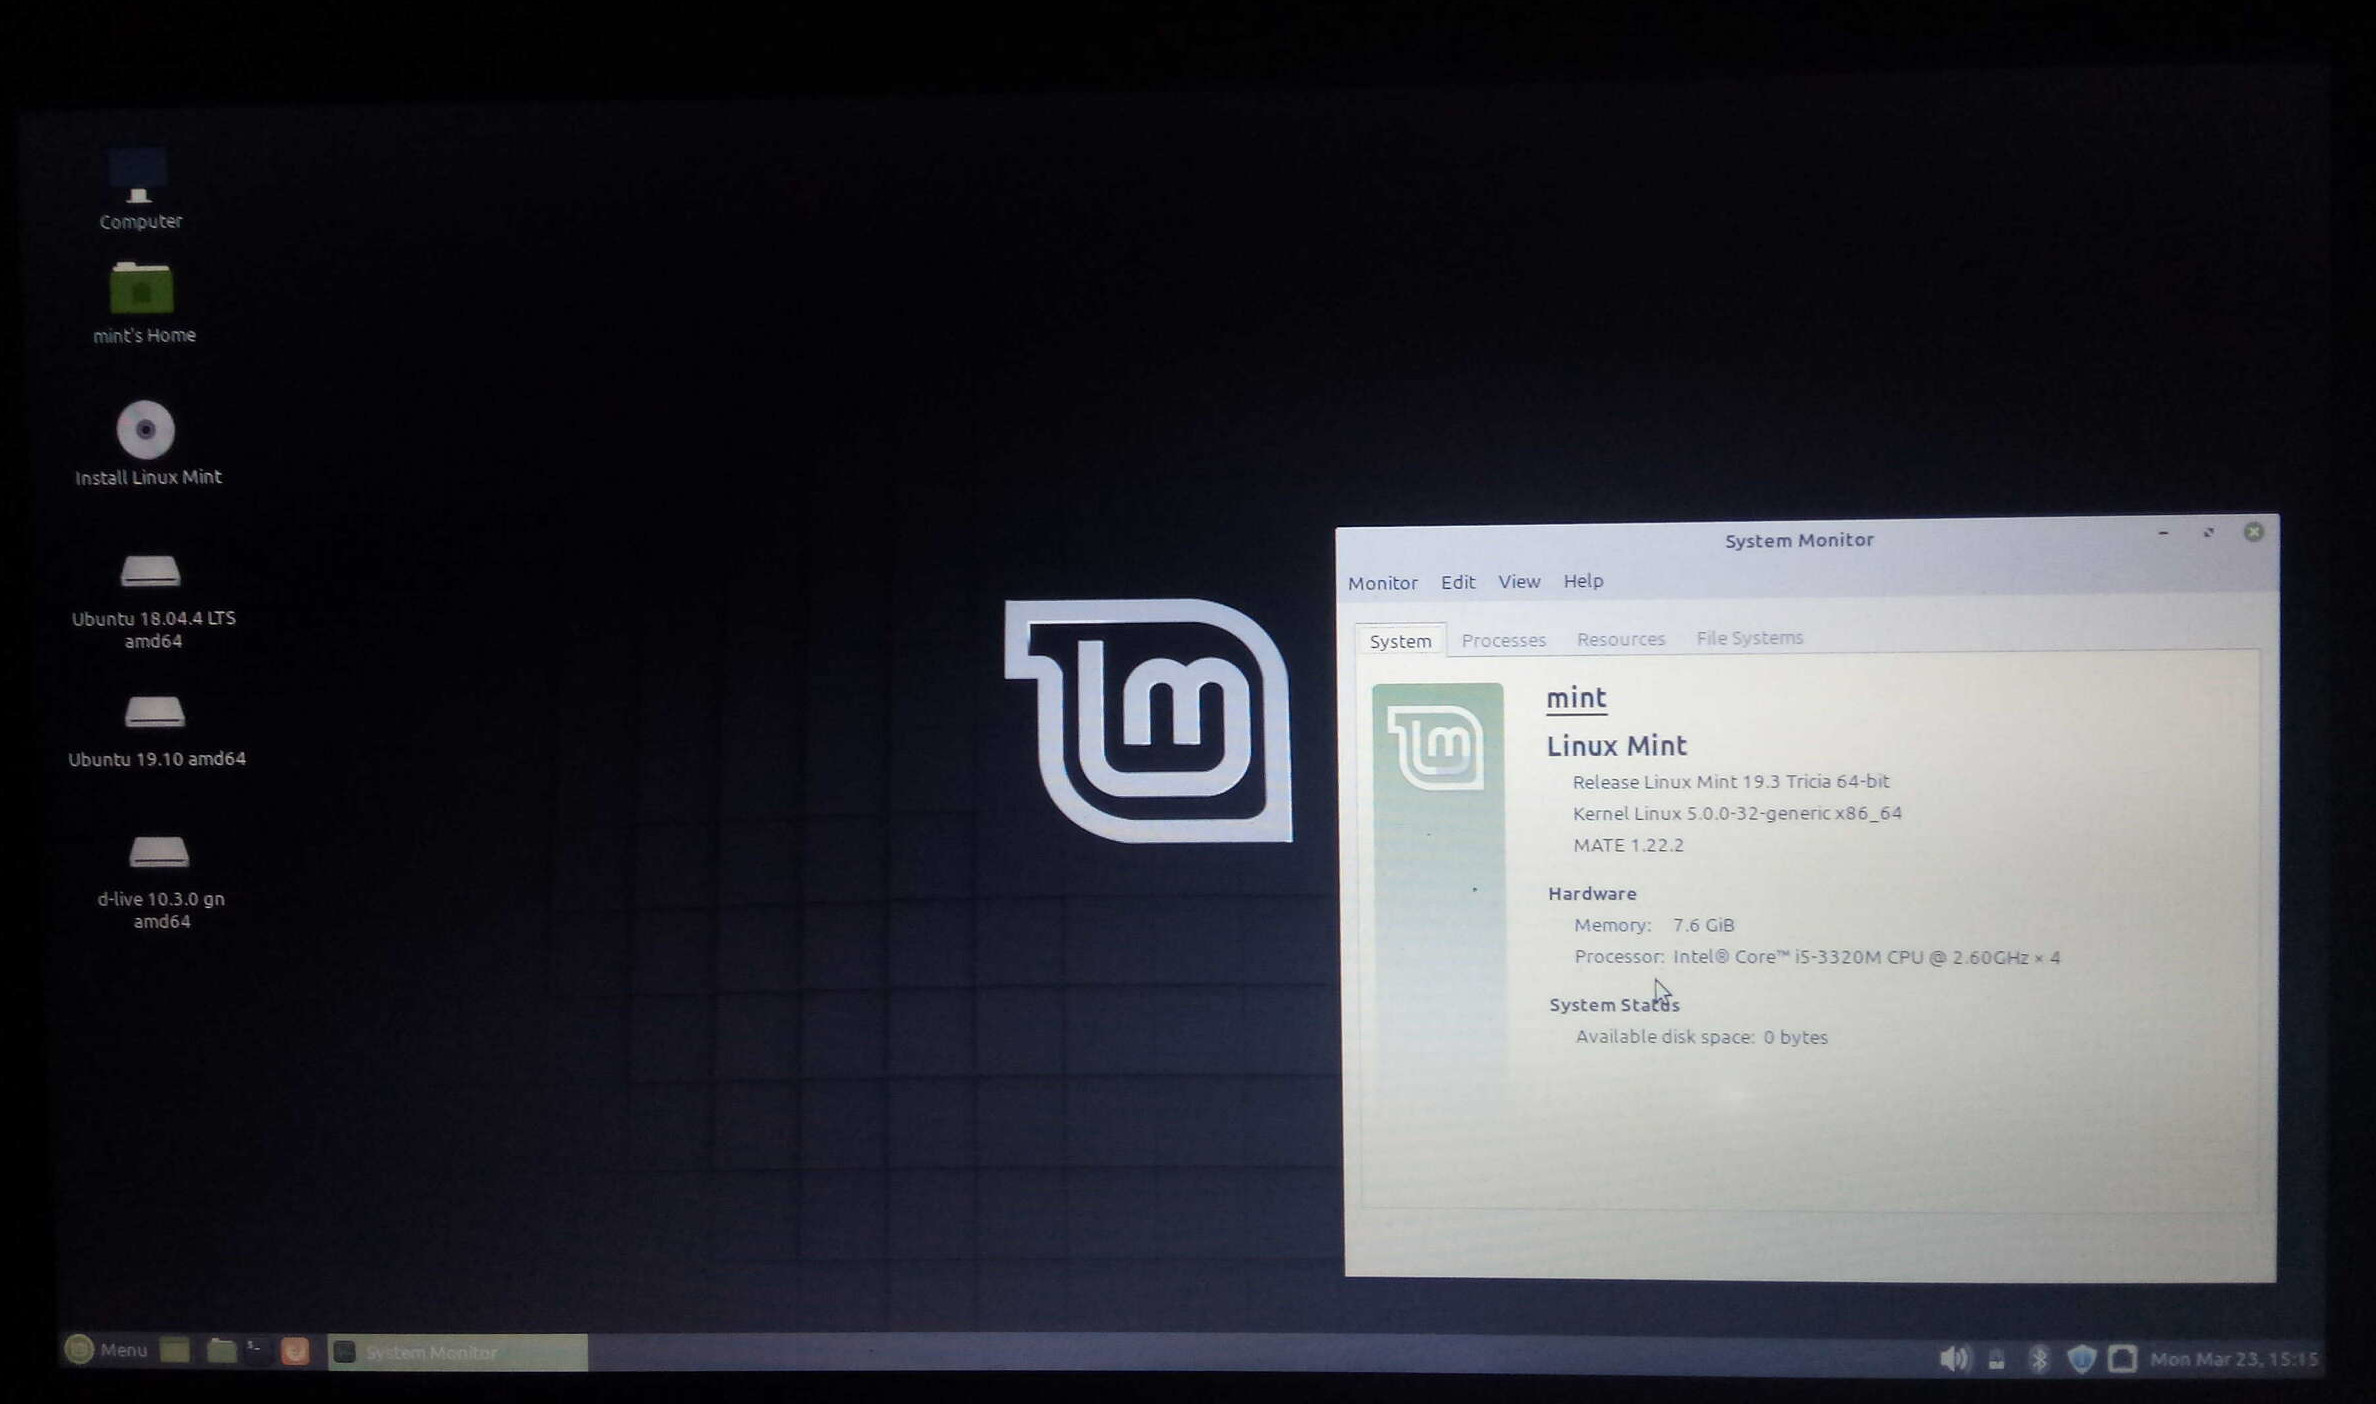 Computer
mint's Home
Install Linux Mint
Ubuntu 18.04.4 LTS
amd64
Ubuntu 19.10 amd64
d-live 10.3.0 gn
amd64
lm
System Monitor
Monitor Edit View Help
System Processes Resources File Systems
lm
mint
Linux Mint
Release Linux Mint 19.3 Tricia 64-bit
Kernel Linux 5.0.0-32-generic x86_64
MATE 1.22.2
Hardware
Memory: 7.6 GiB
Processor: Intel® Core™ i5-3320M CPU @ 2.60GHz × 4
System Status
Available disk space: 0 bytes
Menu
System Monitor
Mon Mar 23, 15:15